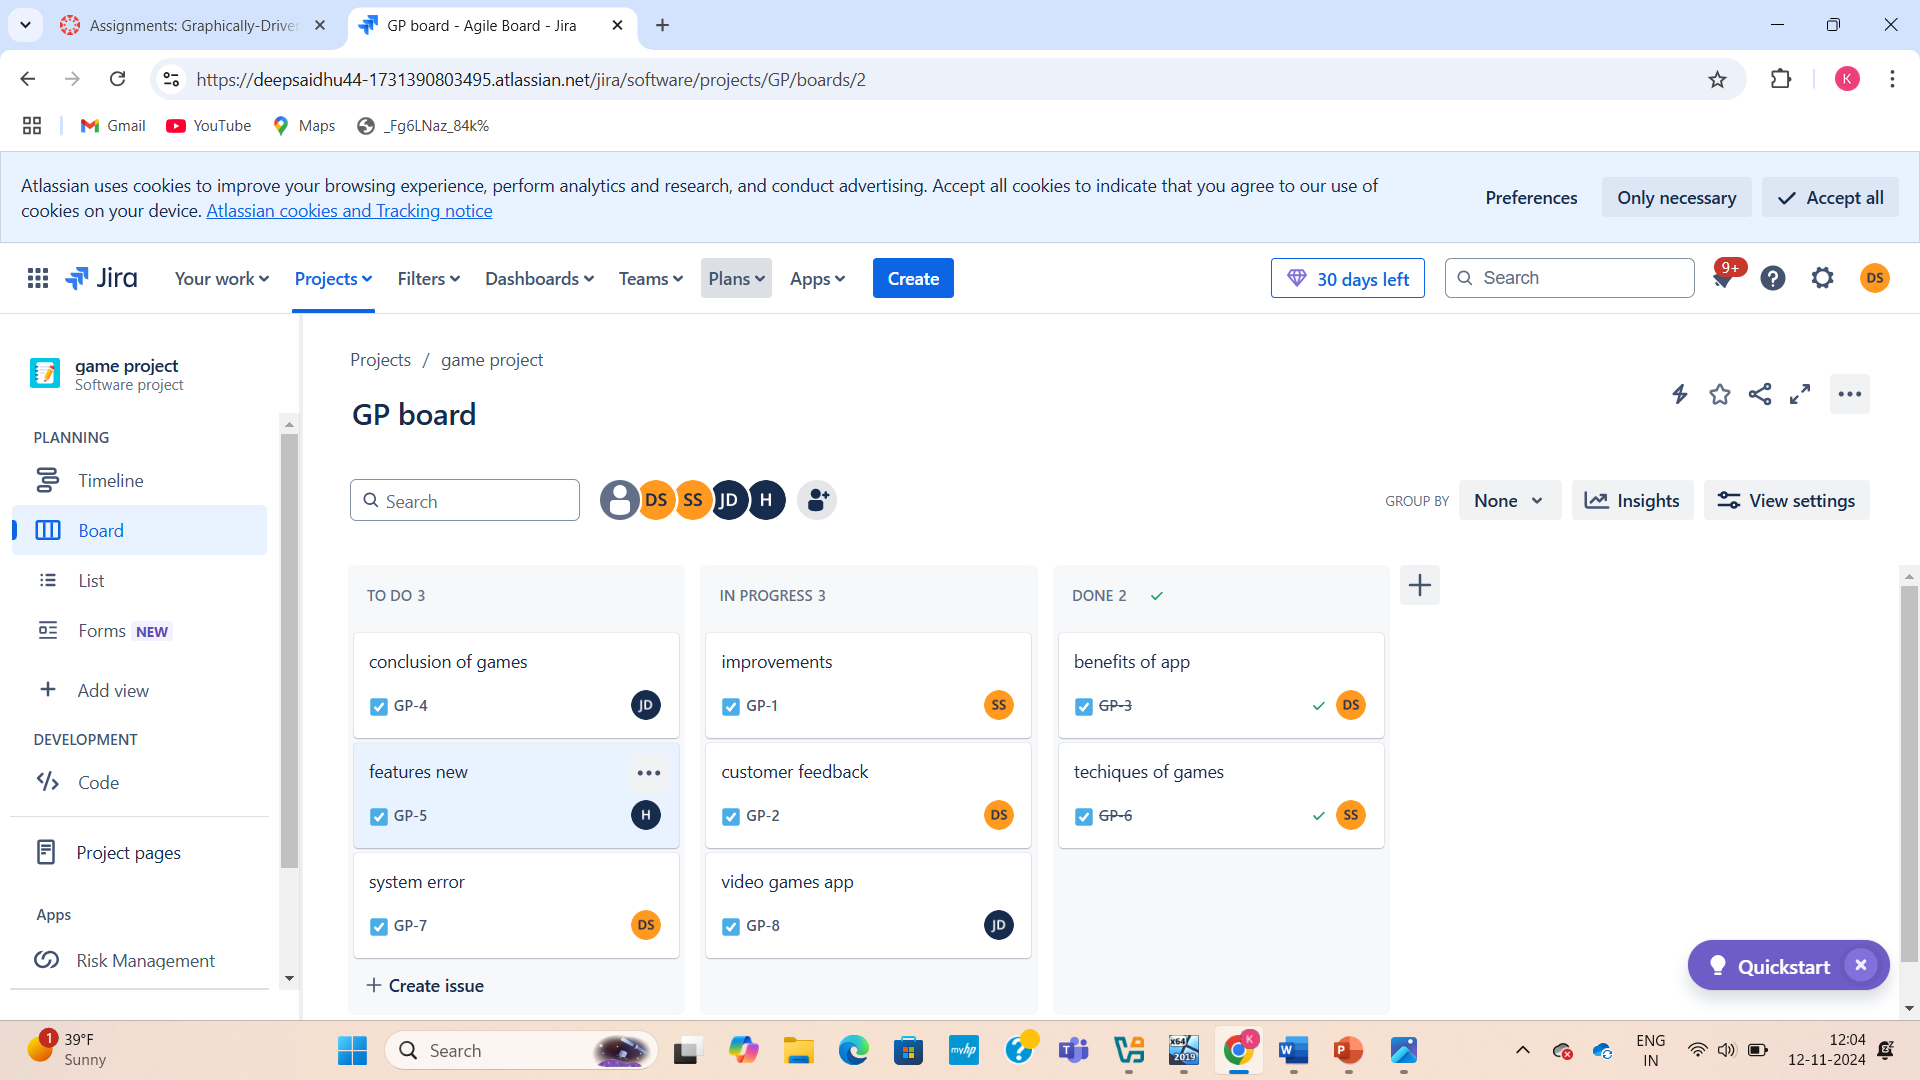 Assignments: Graphically-Driver
GP board - Agile Board - Jira
https://deepsaidhu44-1731390803495.atlassian.net/jira/software/projects/GP/boards/2
K
Gmail
YouTube
Maps
_Fg6LNaz_84k%
Atlassian uses cookies to improve your browsing experience, perform analytics and research, and conduct advertising. Accept all cookies to indicate that you agree to our use of
cookies on your device. Atlassian cookies and Tracking notice
Preferences
Only necessary
Accept all
Jira
Your work
Projects
Filters
Dashboards
Teams
Plans
Apps
Create
30 days left
Search
9+
DS
game project
Software project
PLANNING
Timeline
Board
List
Forms NEW
Add view
DEVELOPMENT
Code
Project pages
Apps
Risk Management
Projects / game project
GP board
Search
DS
SS
JD
H
GROUP BY
None
Insights
View settings
TO DO 3
conclusion of games
GP-4
JD
features new
GP-5
H
system error
GP-7
DS
Create issue
IN PROGRESS 3
improvements
GP-1
SS
customer feedback
GP-2
DS
video games app
GP-8
JD
DONE 2
benefits of app
GP-3
DS
techiques of games
GP-6
SS
Quickstart
1
39°F
Sunny
Search
myhp
x64
2019
K
W
P
ENG
IN
12:04
12-11-2024